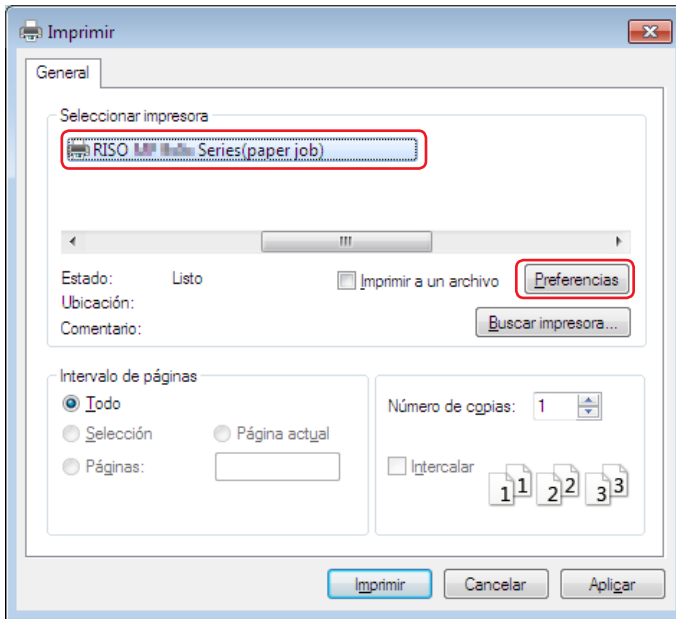 Imprimir
General
Seleccionar impresora
RISO Series(paper job)
Estado: Listo
Imprimir a un archivo
Preferencias
Ubicación:
Comentario:
Buscar impresora...
Intervalo de páginas
Todo
Selección
Página actual
Páginas:
Número de copias: 1
Intercalar
1 1 2 2 3 3
Imprimir
Cancelar
Aplicar